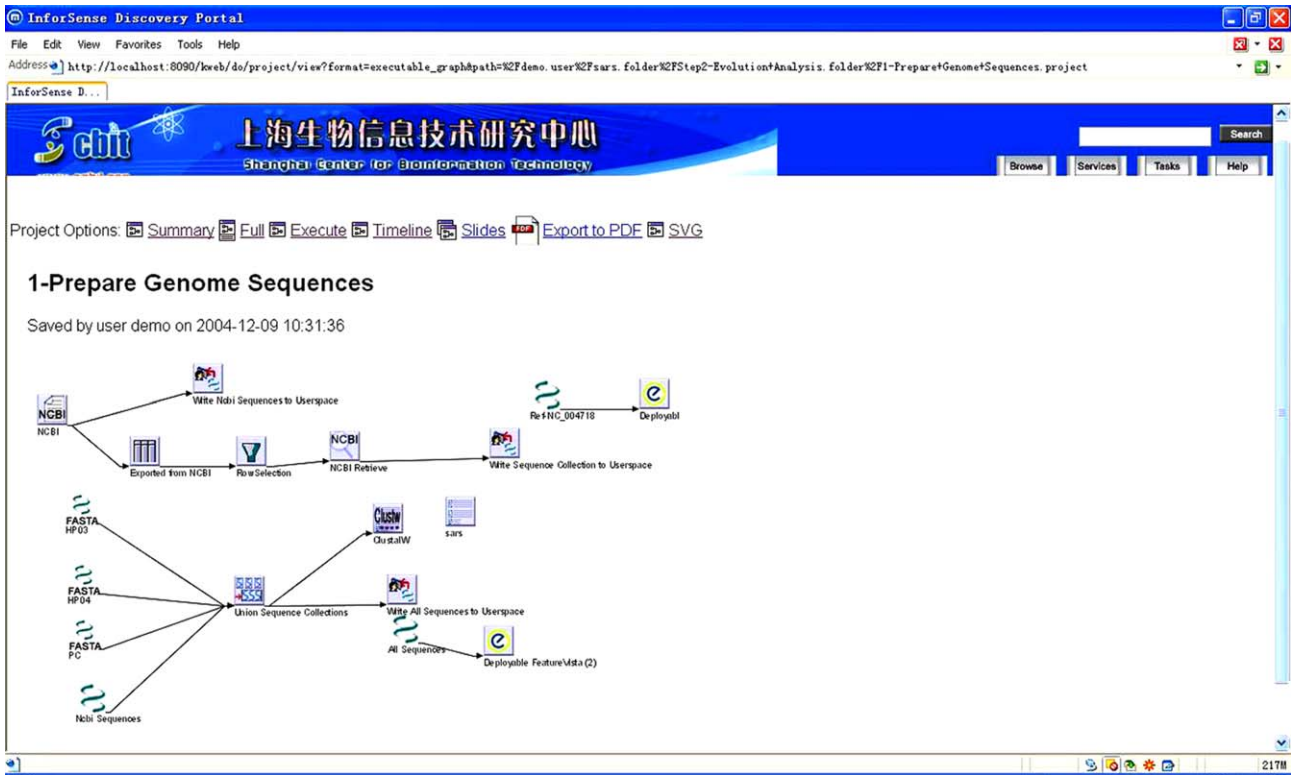 InforSense Discovery Portal
File Edit View Favorites Tools Help
Address http://localhost:8090/kweb/do/project/view?format=executable_graph&path=%2Fdemo.user%2Fsars.folder%2FStep2-Evolution+Analysis.folder%2F1-Prepare+Genome+Sequences.project
InforSense D...
Scbit
上海生物信息技术研究中心
Shanghai Center for Bioinformation Technology
Search
Browse Services Tasks Help
Project Options: Summary Full Execute Timeline Slides PDF Export to PDF SVG
1-Prepare Genome Sequences
Saved by user demo on 2004-12-09 10:31:36
NCBI
NCBI
Write Ncbi Sequences to Userspace
Ref-NC_004718
Deployabl
Exported from NCBI
RowSelection
NCBI
NCBI Retrieve
Write Sequence Collection to Userspace
FASTA
HP03
Clustw
ClustalW
sars
FASTA
HP04
Union Sequence Collections
Write All Sequences to Userspace
FASTA
PC
All Sequences
Deployable FeatureVista (2)
Ncbi Sequences
217M